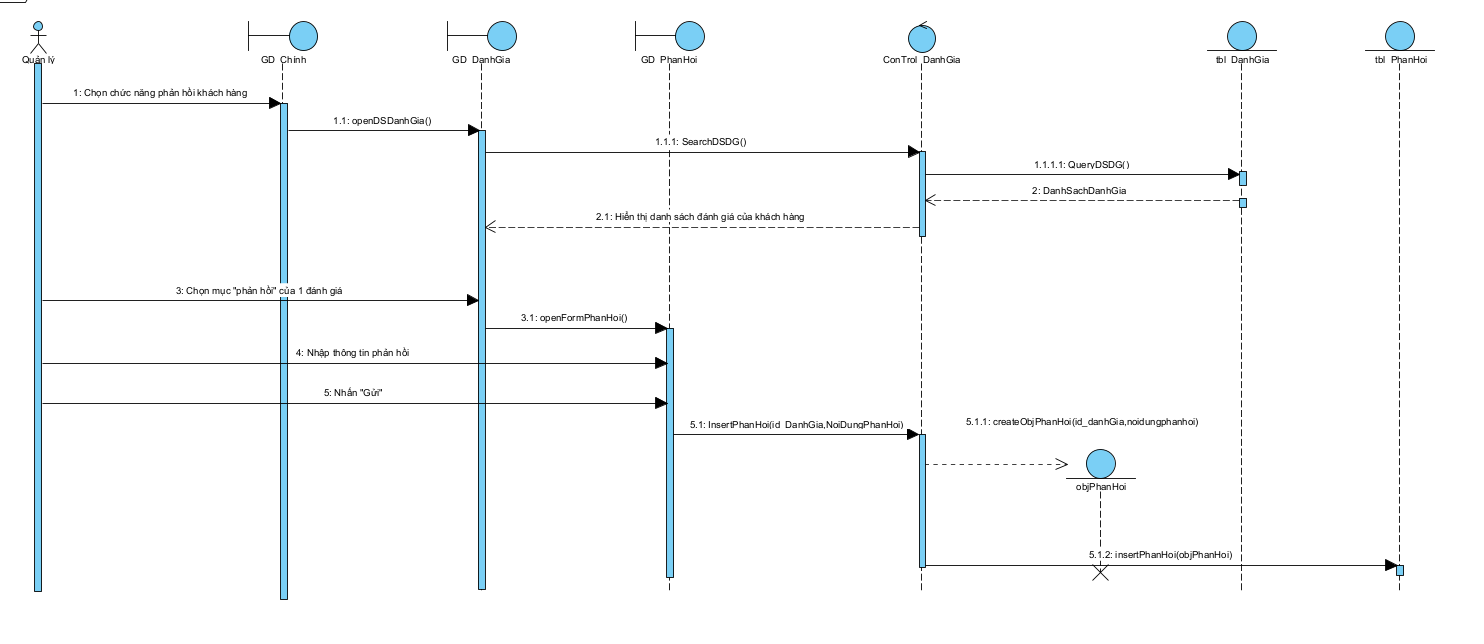 Quản lý
GD_Chính
GD_DanhGia
GD_PhanHoi
ConTrol_DanhGia
tbl_DanhGia
tbl_PhanHoi
1: Chọn chức năng phản hồi khách hàng
1.1: openDSDanhGia()
1.1.1: SearchDSDG()
1.1.1.1: QueryDSDG()
2: DanhSachDanhGia
2.1: Hiển thị danh sách đánh giá của khách hàng
3: Chọn mục "phản hồi" của 1 đánh giá
3.1: openFormPhanHoi()
4: Nhập thông tin phản hồi
5: Nhấn "Gửi"
5.1: InsertPhanHoi(id_DanhGia,NoiDungPhanHoi)
5.1.1: createObjPhanHoi(id_danhGia,noidungphanhoi)
objPhanHoi
5.1.2: insertPhanHoi(objPhanHoi)